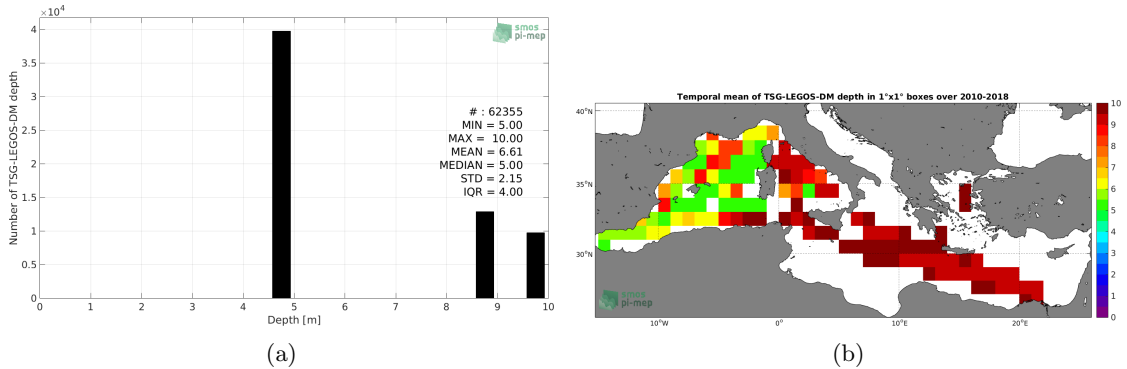 ×10⁴
4
3.5
3
2.5
2
1.5
1
0.5
0
Number of TSG-LEGOS-DM depth
smos
pi-mep
# : 62355
MIN = 5.00
MAX = 10.00
MEAN = 6.61
MEDIAN = 5.00
STD = 2.15
IQR = 4.00
0 1 2 3 4 5 6 7 8 9 10
Depth [m]
(a)
Temporal mean of TSG-LEGOS-DM depth in 1°x1° boxes over 2010-2018
40°N
35°N
30°N
10°W 0° 10°E 20°E
smos
pi-mep
10
9
8
7
6
5
4
3
2
1
0
(b)